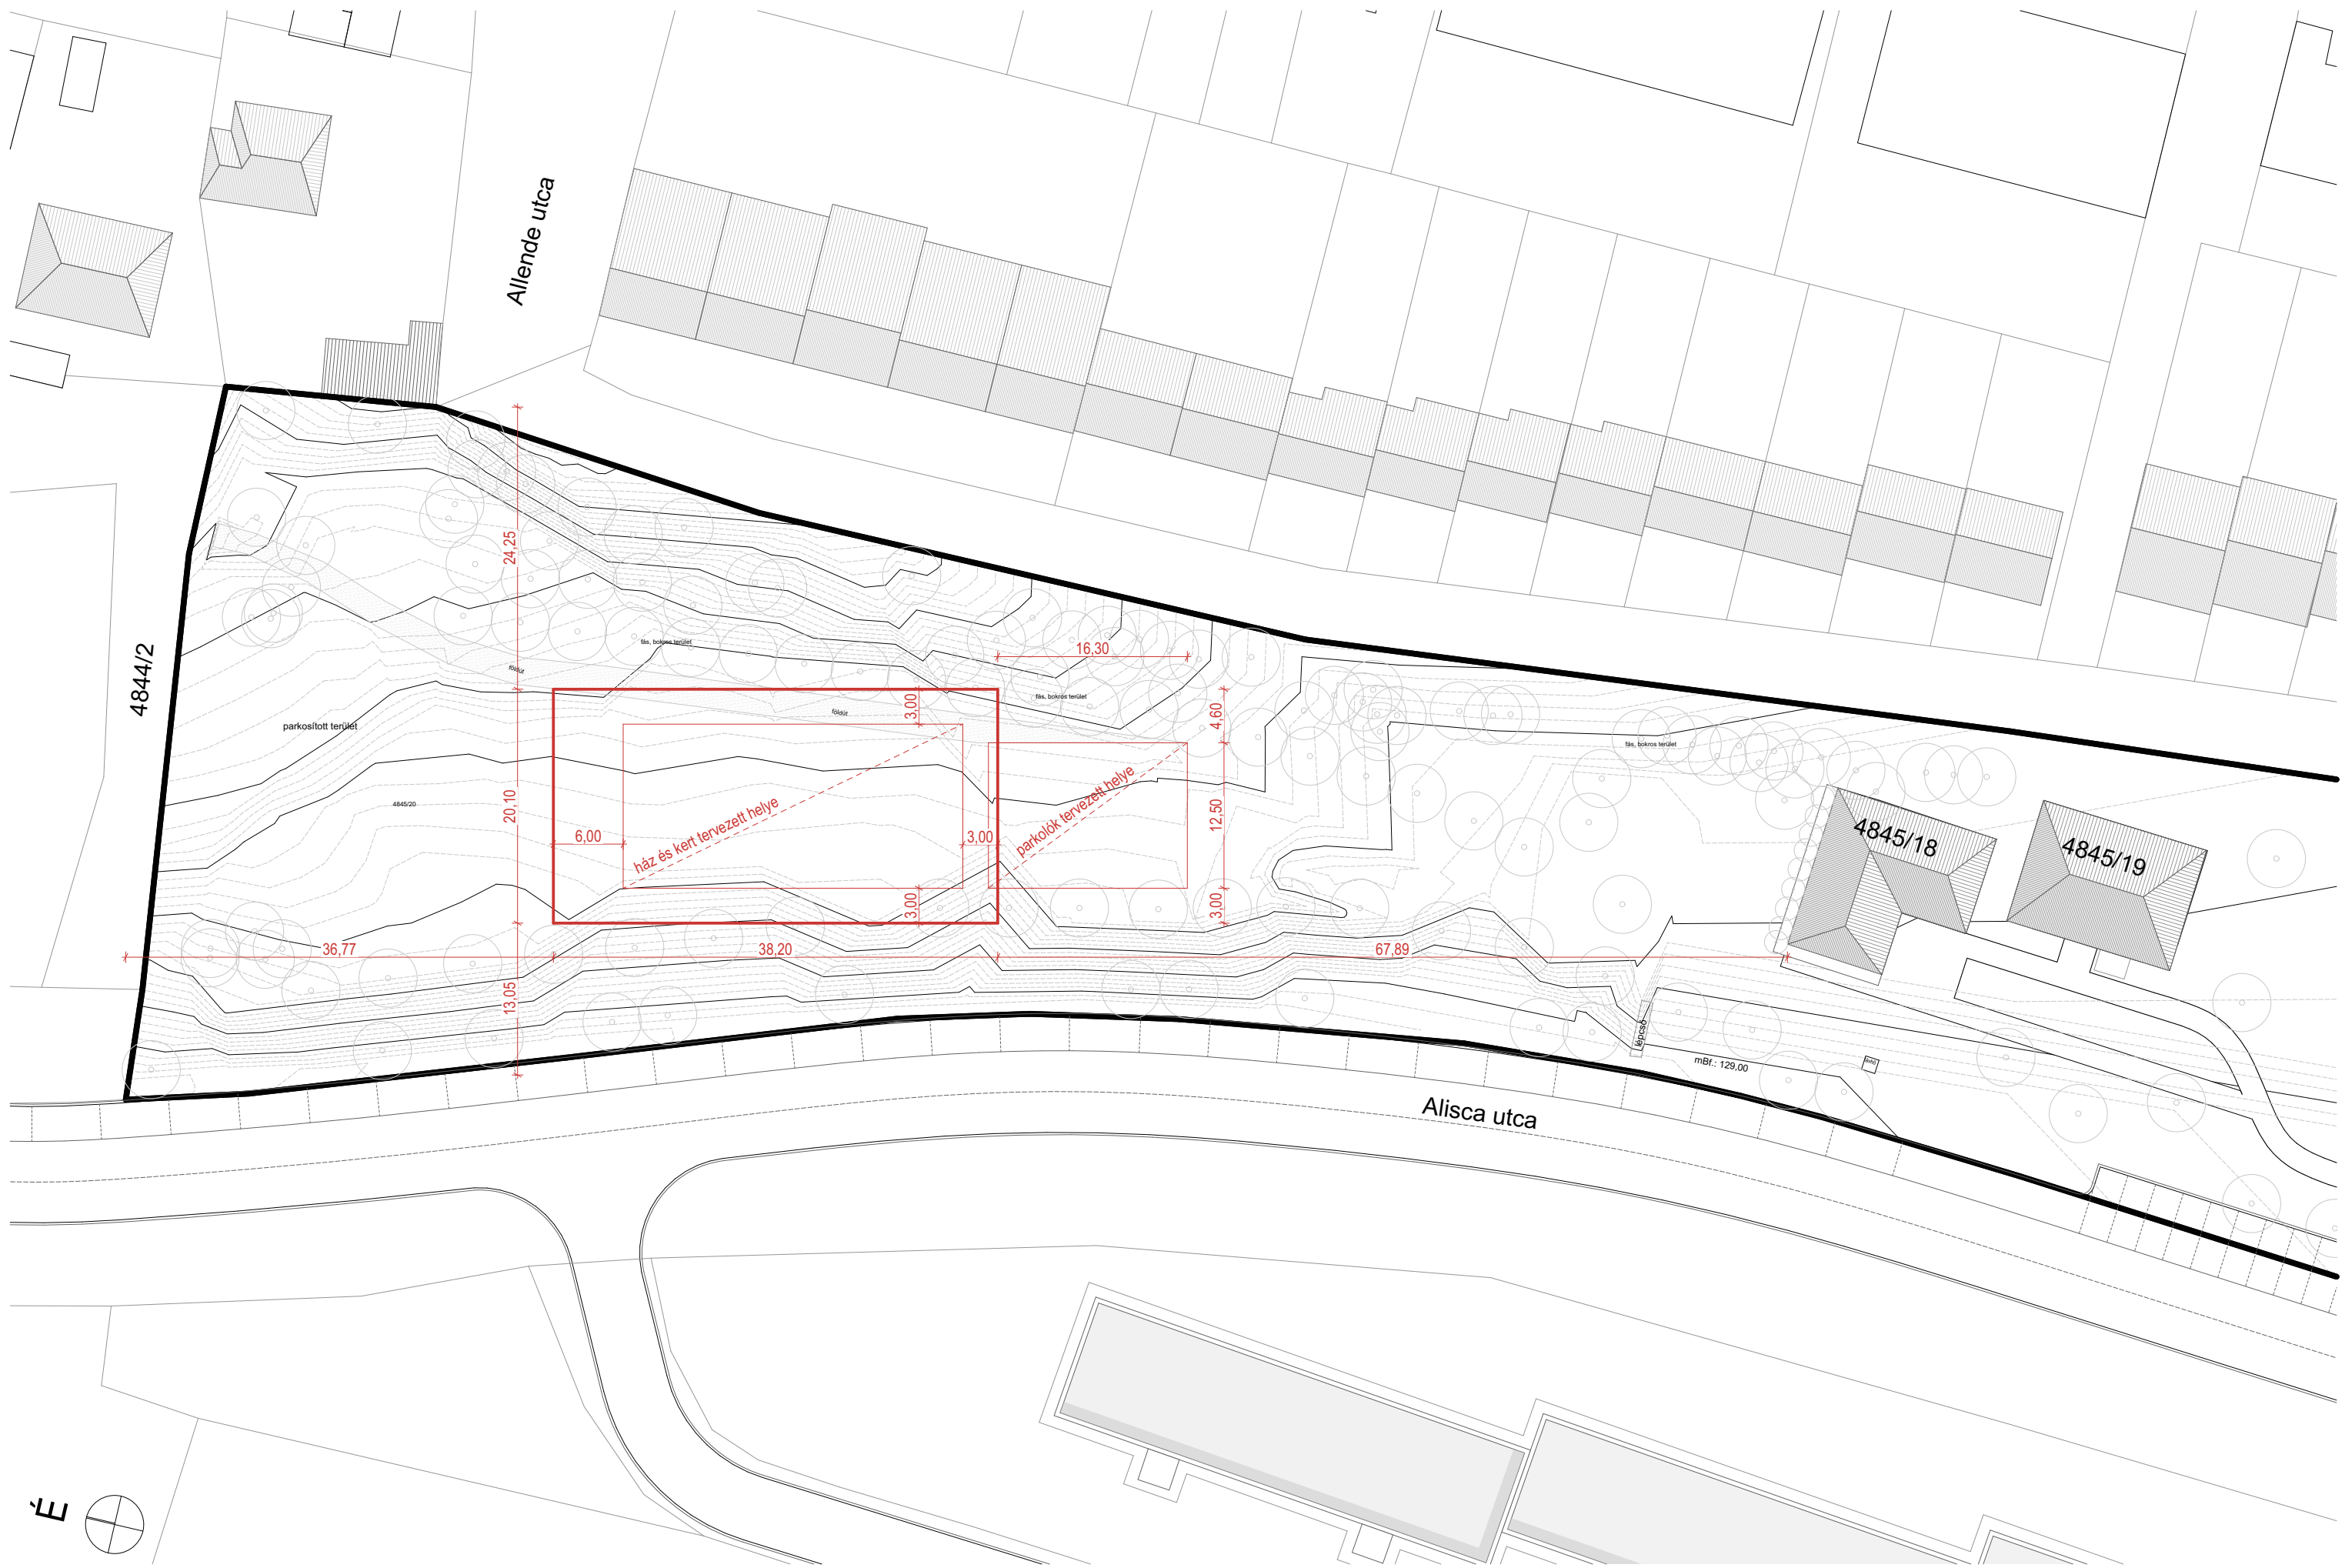 Allende utca
24,25
4844/2
fás, bokros terület
földút
16,30
fás, bokros terület
3,00
földút
4,60
parkosított terület
fás, bokros terület
4845/20
20,10
12,50
ház és kert tervezett helye
parkolók tervezett helye
6,00
3,00
4845/18
4845/19
3,00
3,00
36,77
38,20
67,89
13,05
lépcső
mBf.: 129,00
Alisca utca
É